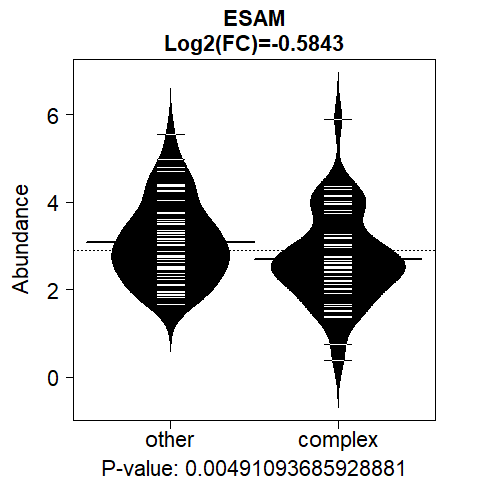 ESAM
Log2(FC)=-0.5843
Abundance
6
4
2
0
other complex
P-value: 0.00491093685928881